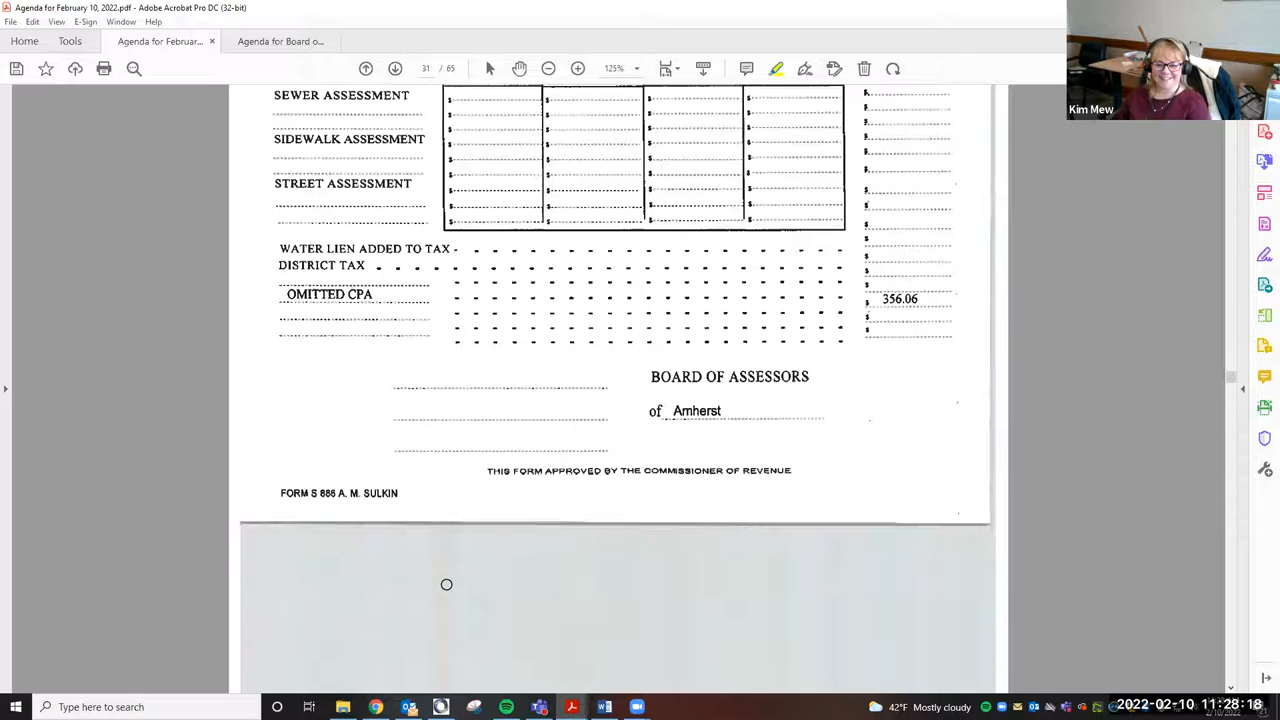 Agenda for February 10, 2022.pdf - Adobe Acrobat Pro DC (32-bit)
File Edit View E-Sign Window Help
Home Tools Agenda for Februar... × Agenda for Board o...
31 65 125%
Kim Mew
SEWER ASSESSMENT
SIDEWALK ASSESSMENT
STREET ASSESSMENT
WATER LIEN ADDED TO TAX -
DISTRICT TAX
OMITTED CPA $ 356.06
BOARD OF ASSESSORS
of Amherst
THIS FORM APPROVED BY THE COMMISSIONER OF REVENUE
FORM S 886 A. M. SULKIN
Type here to search
42°F Mostly cloudy
2022-02-10 11:28:18